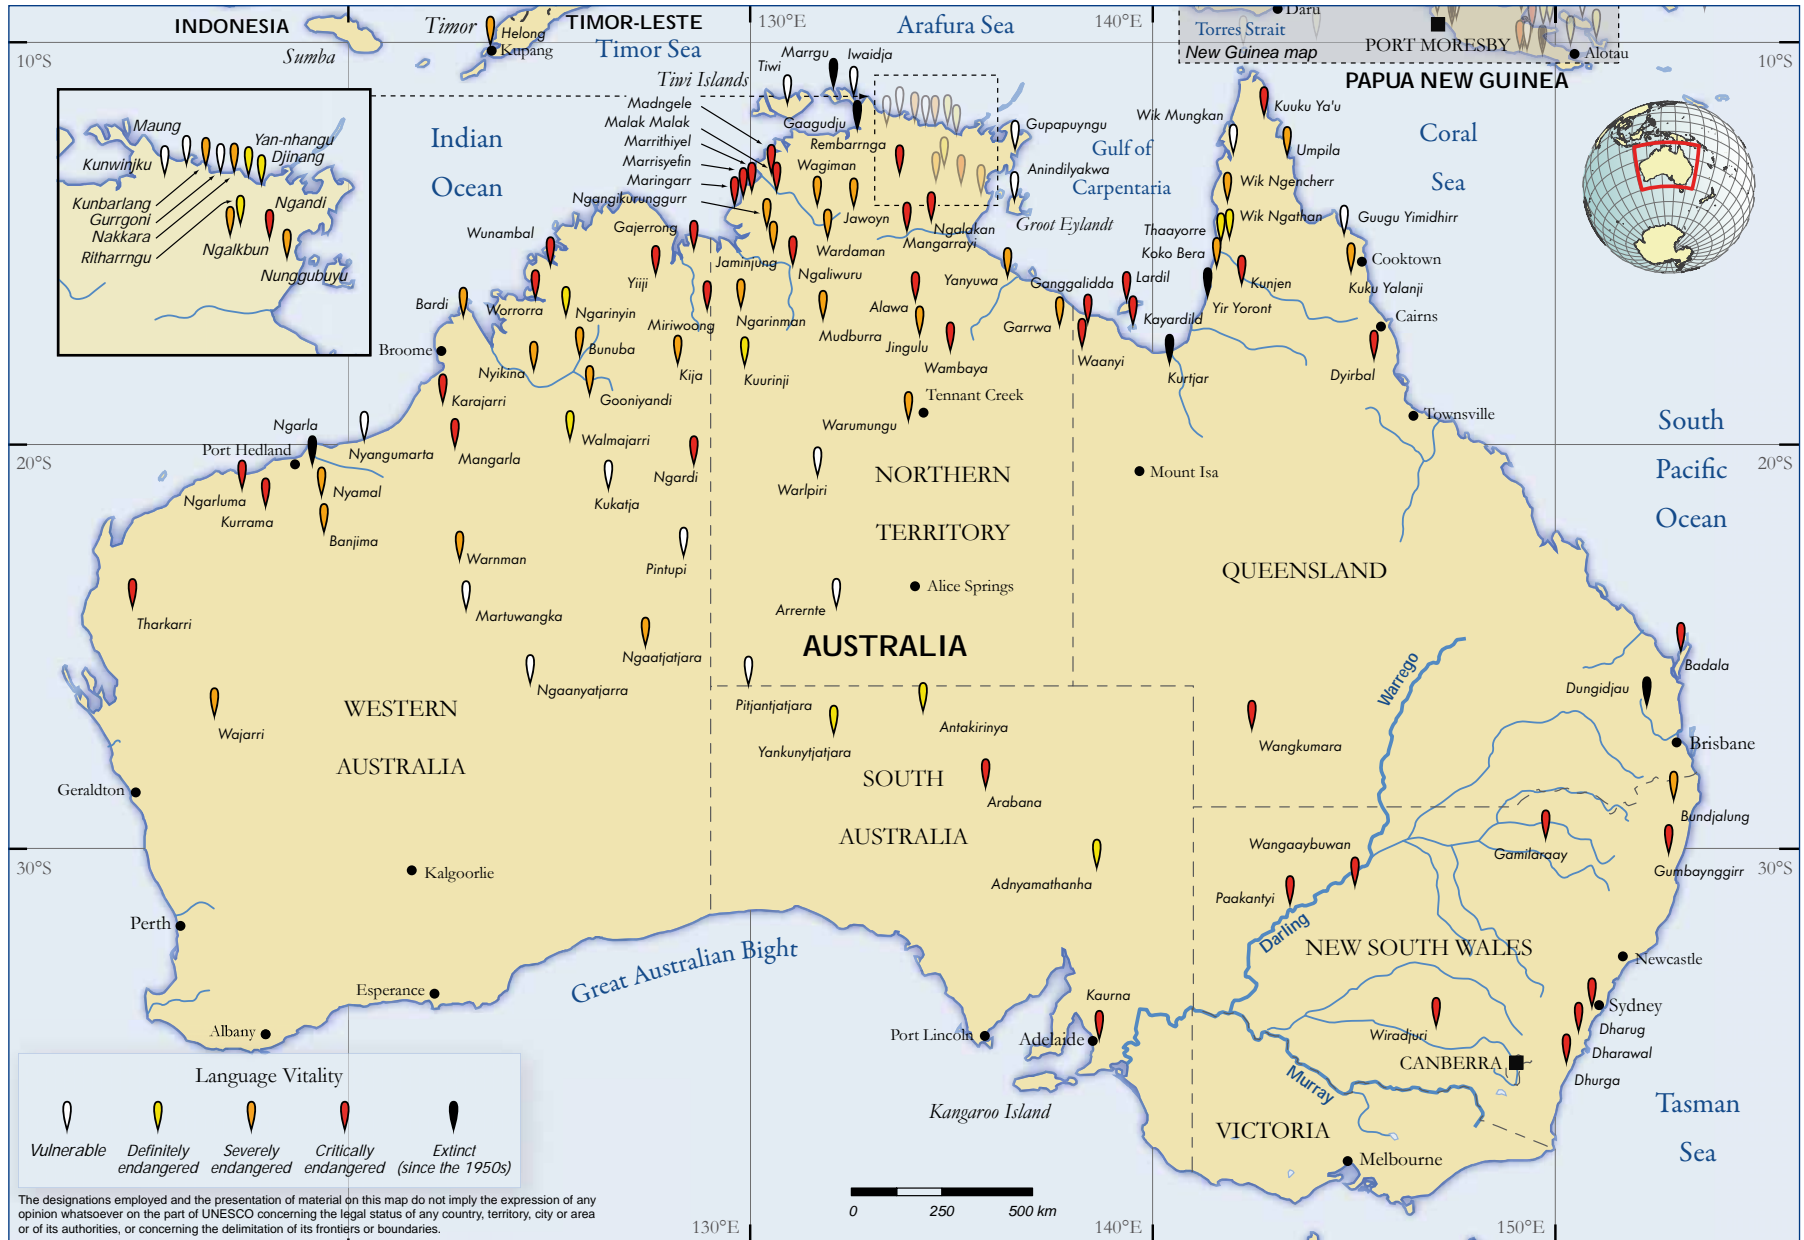 INDONESIA
Timor
TIMOR-LESTE
130°E
Arafura Sea
140°E
Daru
Helong
Kupang
Timor Sea
Torres Strait
New Guinea map
PORT MORESBY
Alotau
Sumba
10°S
10°S
PAPUA NEW GUINEA
Marrgu
Iwaidja
Tiwi
Tiwi Islands
Madngele
Malak Malak
Marrithiyel
Marrisyefin
Maringarr
Ngangikurunggurr
Gaagudju
Rembarrnga
Wagiman
Gupapuyngu
Anindilyakwa
Groot Eylandt
Gulf of
Carpentaria
Wik Mungkan
Kuuku Ya'u
Umpila
Wik Ngencherr
Wik Ngathan
Thaayorre
Koko Bera
Guugu Yimidhirr
Cooktown
Kuku Yalanji
Coral
Sea
Indian
Ocean
Maung
Yan-nhangu
Djinang
Kunwinjku
Kunbarlang
Gurrgoni
Nakkara
Ritharrngu
Ngandi
Ngalkbun
Nunggubuyu
Wunambal
Gajerrong
Yiiji
Jaminjung
Ngaliwuru
Wardaman
Jawoyn
Ngalakan
Mangarrayi
Yanyuwa
Ganggalidda
Lardil
Kayardild
Yir Yoront
Kunjen
Cairns
Bardi
Worrorra
Ngarinyin
Miriwoong
Ngarinman
Mudburra
Alawa
Jingulu
Garrwa
Waanyi
Kurtjar
Dyirbal
Broome
Nyikina
Bunuba
Kija
Kuurinji
Wambaya
Gooniyandi
Karajarri
Tennant Creek
Warumungu
Townsville
Ngarla
Port Hedland
Nyangumarta
Mangarla
Walmajarri
Ngardi
Kukatja
Warlpiri
NORTHERN
TERRITORY
Mount Isa
South
Pacific
Ocean
20°S
20°S
Ngarluma
Kurrama
Nyamal
Banjima
Warnman
Pintupi
Martuwangka
Tharkarri
Arrernte
Alice Springs
QUEENSLAND
Ngaatjatjara
AUSTRALIA
Ngaanyatjarra
Pitjantjatjara
Yankunytjatjara
Antakirinya
Wajarri
WESTERN
AUSTRALIA
Badala
Dungidjau
Warrego
Wangkumara
Brisbane
SOUTH
AUSTRALIA
Arabana
Geraldton
Bundjalung
Wangaaybuwan
Gamilaraay
Gumbaynggirr
30°S
30°S
Kalgoorlie
Adnyamathanha
Paakantyi
Perth
Darling
NEW SOUTH WALES
Newcastle
Great Australian Bight
Esperance
Albany
Kaurna
Port Lincoln
Adelaide
Wiradjuri
Sydney
Dharug
Dharawal
Dhurga
CANBERRA
Murray
Kangaroo Island
VICTORIA
Melbourne
Tasman
Sea
Language Vitality
Vulnerable
Definitely
endangered
Severely
endangered
Critically
endangered
Extinct
(since the 1950s)
The designations employed and the presentation of material on this map do not imply the expression of any
opinion whatsoever on the part of UNESCO concerning the legal status of any country, territory, city or area
or of its authorities, or concerning the delimitation of its frontiers or boundaries.
0 250 500 km
130°E
140°E
150°E